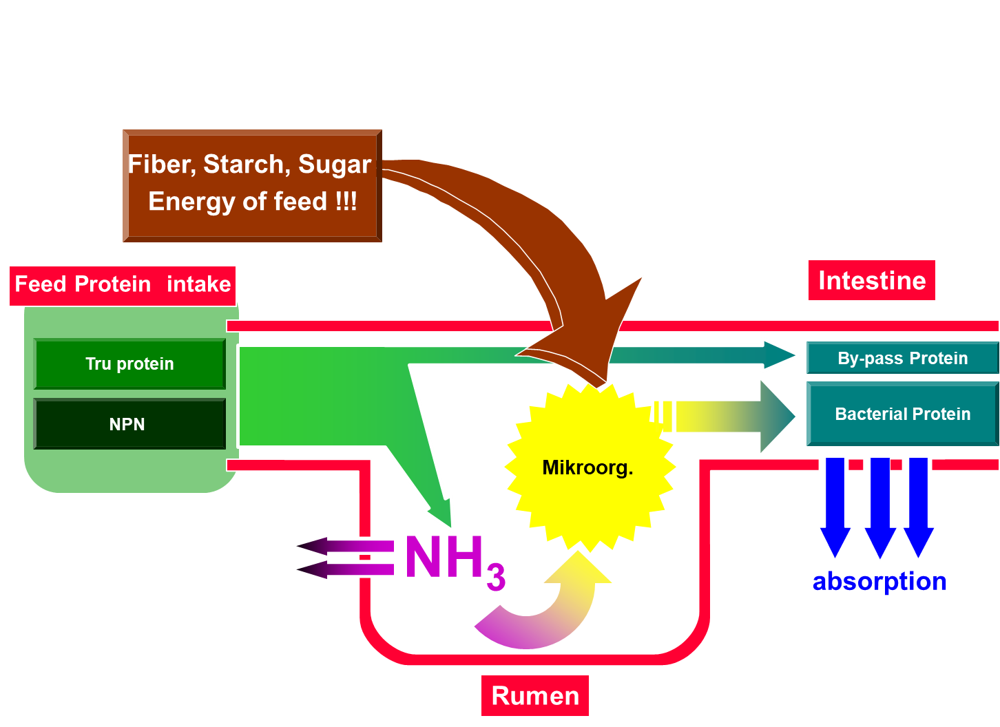 Fiber, Starch, Sugar
Energy of feed !!!
Feed Protein intake
Intestine
Tru protein
By-pass Protein
NPN
Bacterial Protein
Mikroorg.
NH3
absorption
Rumen